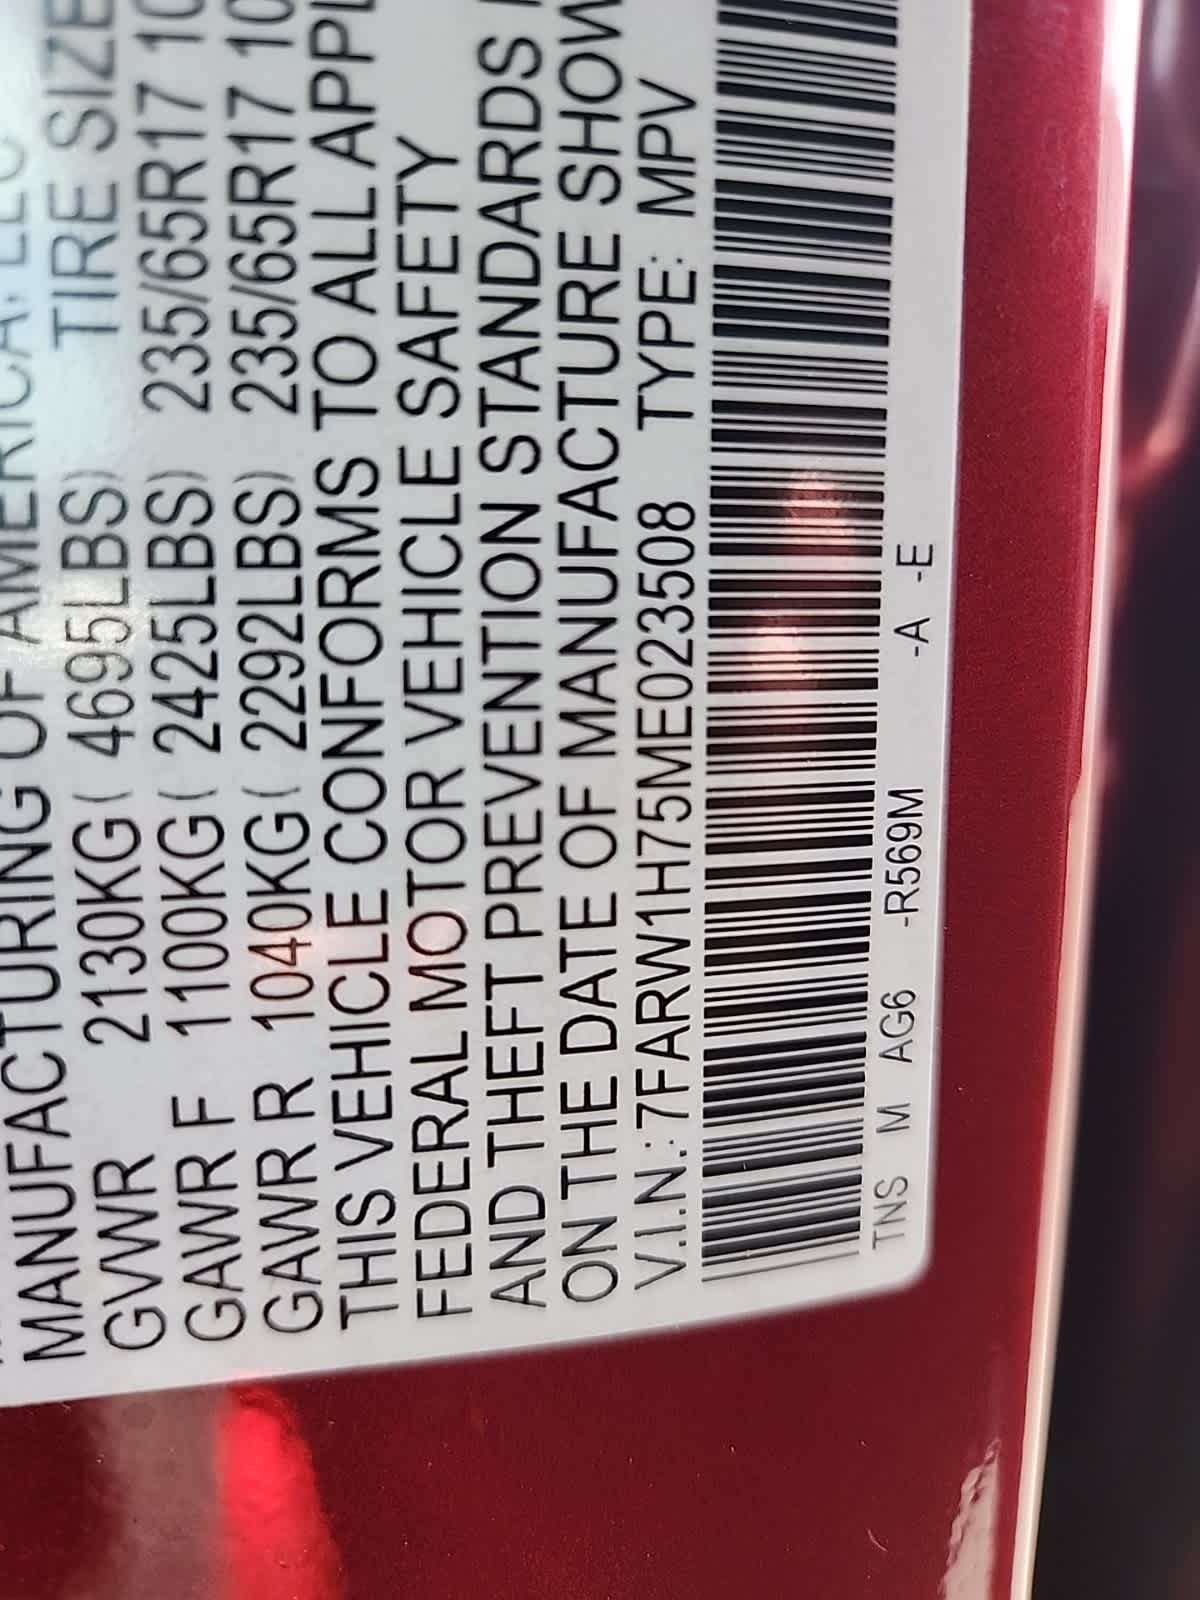 MANUFACTURING OF AMERICA, LLC
GVWR 2130KG( 4695LBS) TIRE SIZE
GAWR F 1100KG( 2425LBS) 235/65R17 10
GAWR R 1040KG( 2292LBS) 235/65R17 10
THIS VEHICLE CONFORMS TO ALL APPL
FEDERAL MOTOR VEHICLE SAFETY
AND THEFT PREVENTION STANDARDS
ON THE DATE OF MANUFACTURE SHOW
V.I.N.:7FARW1H75ME023508 TYPE: MPV
TNS M AG6 -R569M -A -E